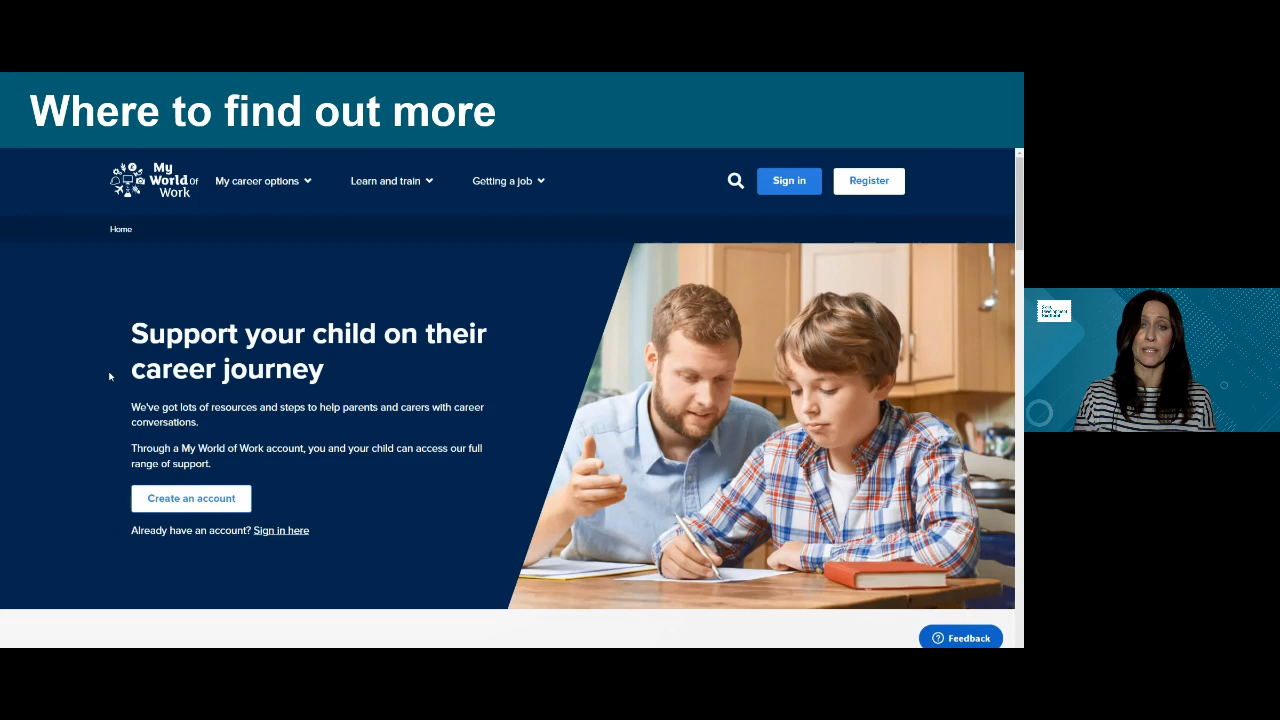 Where to find out more
My
World OF
Work
My career options
Learn and train
Getting a job
Sign in
Register
Home
Support your child on their
career journey
We've got lots of resources and steps to help parents and carers with career
conversations.
Through a My World of Work account, you and your child can access our full
range of support.
Create an account
Already have an account? Sign in here
Feedback